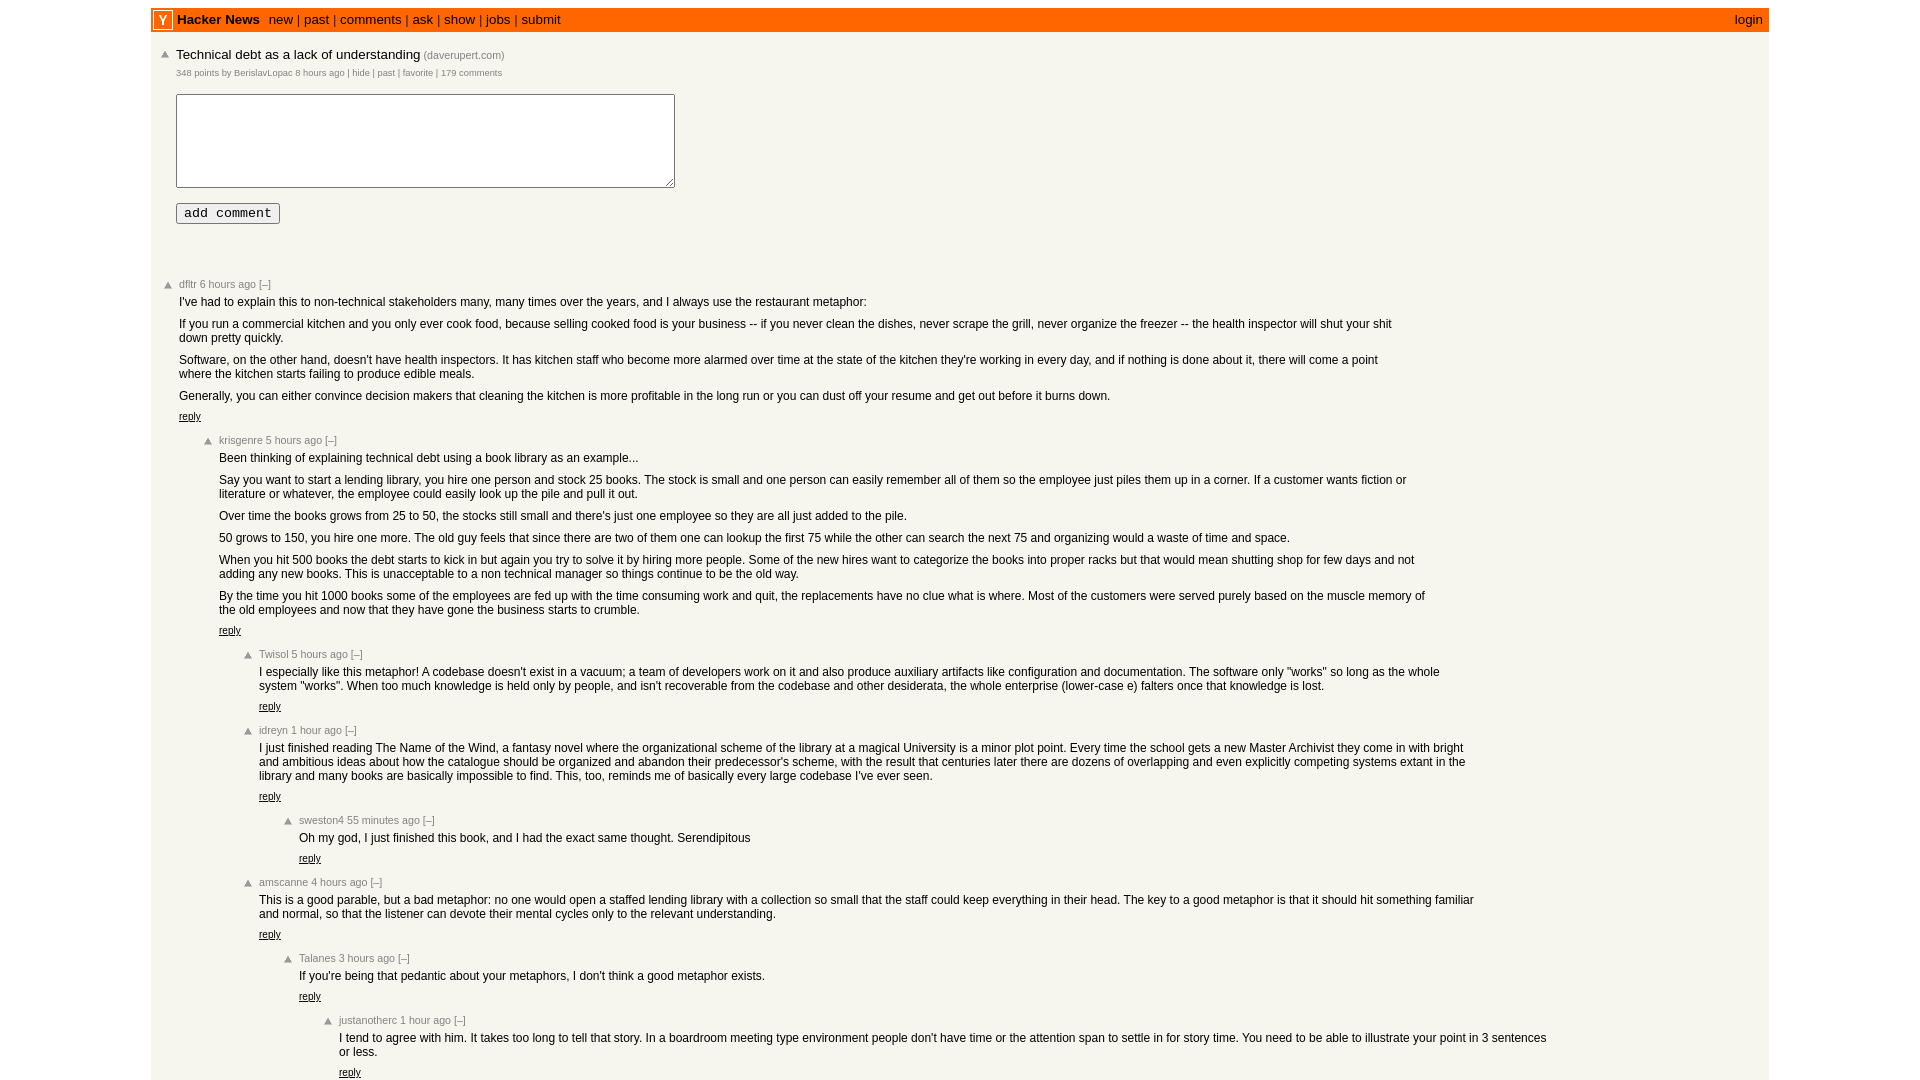 Y Hacker News new | past | comments | ask | show | jobs | submit login
Technical debt as a lack of understanding (daverupert.com)
348 points by BerislavLopac 8 hours ago | hide | past | favorite | 179 comments
add comment
dfltr 6 hours ago [–]
I've had to explain this to non-technical stakeholders many, many times over the years, and I always use the restaurant metaphor:
If you run a commercial kitchen and you only ever cook food, because selling cooked food is your business -- if you never clean the dishes, never scrape the grill, never organize the freezer -- the health inspector will shut your shit
down pretty quickly.
Software, on the other hand, doesn't have health inspectors. It has kitchen staff who become more alarmed over time at the state of the kitchen they're working in every day, and if nothing is done about it, there will come a point
where the kitchen starts failing to produce edible meals.
Generally, you can either convince decision makers that cleaning the kitchen is more profitable in the long run or you can dust off your resume and get out before it burns down.
reply
krisgenre 5 hours ago [–]
Been thinking of explaining technical debt using a book library as an example...
Say you want to start a lending library, you hire one person and stock 25 books. The stock is small and one person can easily remember all of them so the employee just piles them up in a corner. If a customer wants fiction or
literature or whatever, the employee could easily look up the pile and pull it out.
Over time the books grows from 25 to 50, the stocks still small and there's just one employee so they are all just added to the pile.
50 grows to 150, you hire one more. The old guy feels that since there are two of them one can lookup the first 75 while the other can search the next 75 and organizing would a waste of time and space.
When you hit 500 books the debt starts to kick in but again you try to solve it by hiring more people. Some of the new hires want to categorize the books into proper racks but that would mean shutting shop for few days and not
adding any new books. This is unacceptable to a non technical manager so things continue to be the old way.
By the time you hit 1000 books some of the employees are fed up with the time consuming work and quit, the replacements have no clue what is where. Most of the customers were served purely based on the muscle memory of
the old employees and now that they have gone the business starts to crumble.
reply
Twisol 5 hours ago [–]
I especially like this metaphor! A codebase doesn't exist in a vacuum; a team of developers work on it and also produce auxiliary artifacts like configuration and documentation. The software only "works" so long as the whole
system "works". When too much knowledge is held only by people, and isn't recoverable from the codebase and other desiderata, the whole enterprise (lower-case e) falters once that knowledge is lost.
reply
idreyn 1 hour ago [–]
I just finished reading The Name of the Wind, a fantasy novel where the organizational scheme of the library at a magical University is a minor plot point. Every time the school gets a new Master Archivist they come in with bright
and ambitious ideas about how the catalogue should be organized and abandon their predecessor's scheme, with the result that centuries later there are dozens of overlapping and even explicitly competing systems extant in the
library and many books are basically impossible to find. This, too, reminds me of basically every large codebase I've ever seen.
reply
sweston4 55 minutes ago [–]
Oh my god, I just finished this book, and I had the exact same thought. Serendipitous
reply
amscanne 4 hours ago [–]
This is a good parable, but a bad metaphor: no one would open a staffed lending library with a collection so small that the staff could keep everything in their head. The key to a good metaphor is that it should hit something familiar
and normal, so that the listener can devote their mental cycles only to the relevant understanding.
reply
Talanes 3 hours ago [–]
If you're being that pedantic about your metaphors, I don't think a good metaphor exists.
reply
justanotherc 1 hour ago [–]
I tend to agree with him. It takes too long to tell that story. In a boardroom meeting type environment people don't have time or the attention span to settle in for story time. You need to be able to illustrate your point in 3 sentences
or less.
reply